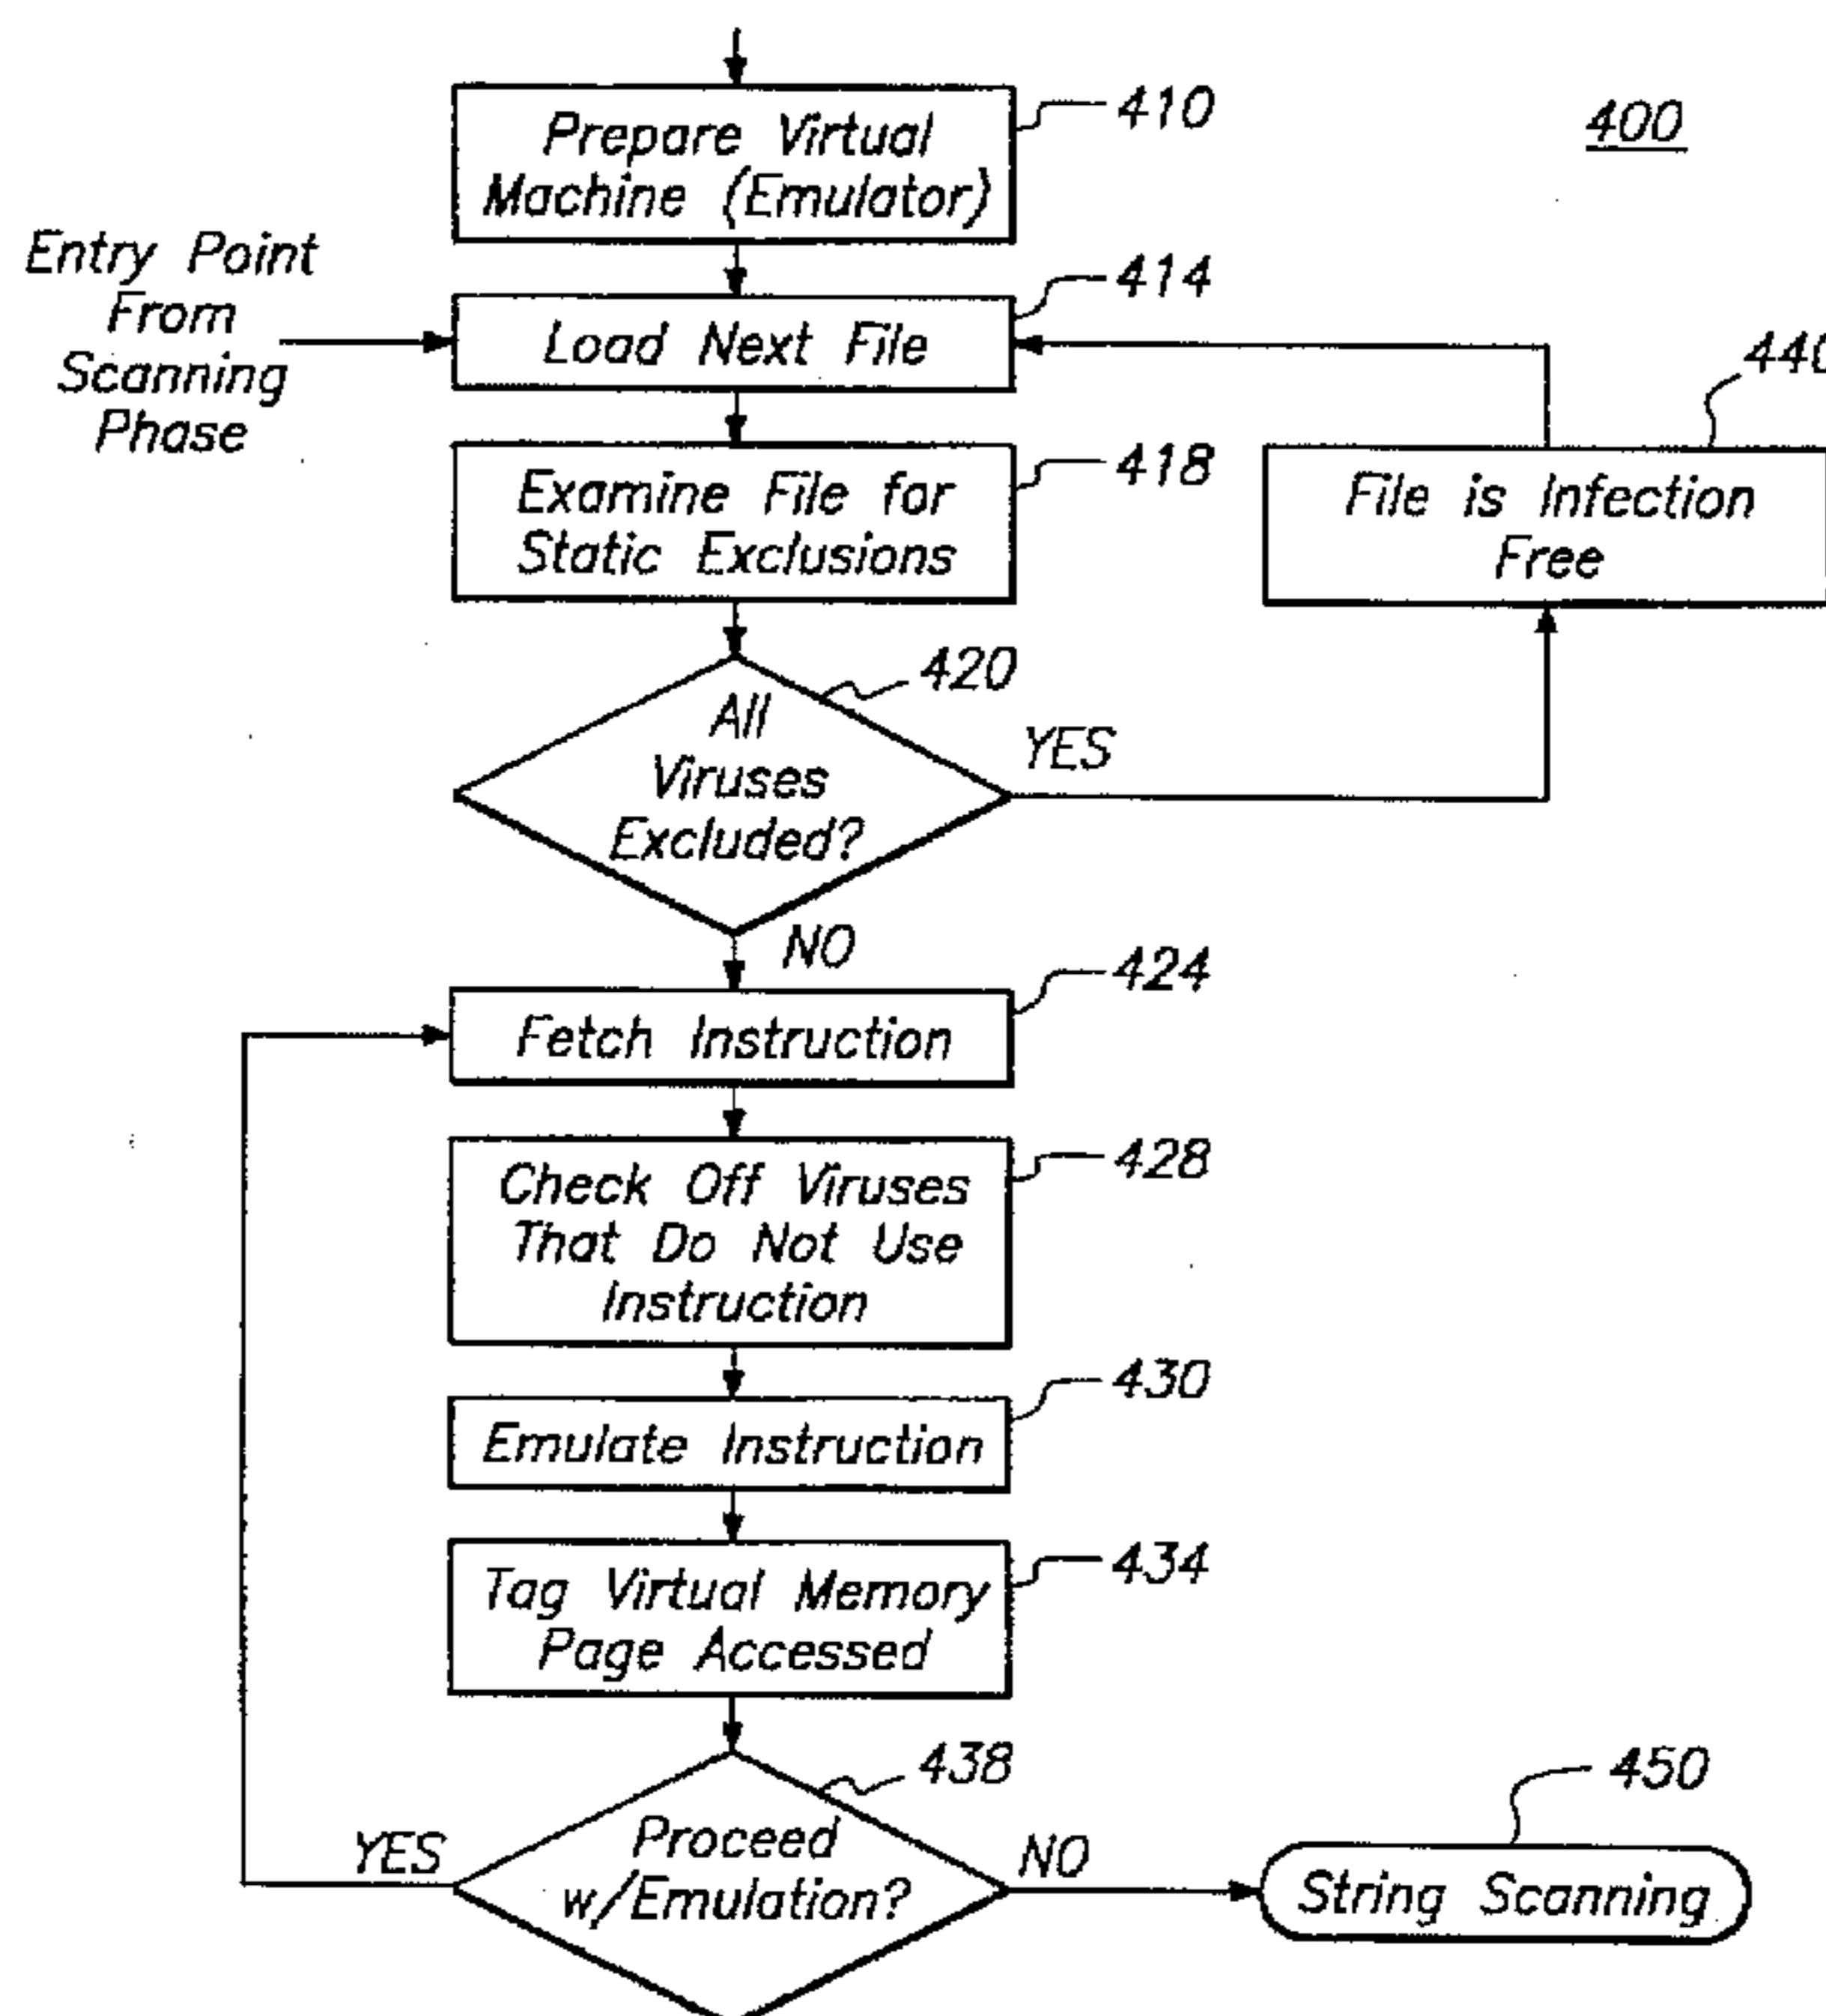 400
410
Prepare Virtual
Machine (Emulator)
Entry Point
From
Scanning
Phase
414
Load Next File
440
418
Examine File for
Static Exclusions
File is Infection
Free
420
All
Viruses
Excluded?
YES
NO
424
Fetch Instruction
428
Check Off Viruses
That Do Not Use
Instruction
430
Emulate Instruction
434
Tag Virtual Memory
Page Accessed
438
Proceed
w/Emulation?
YES
NO
450
String Scanning